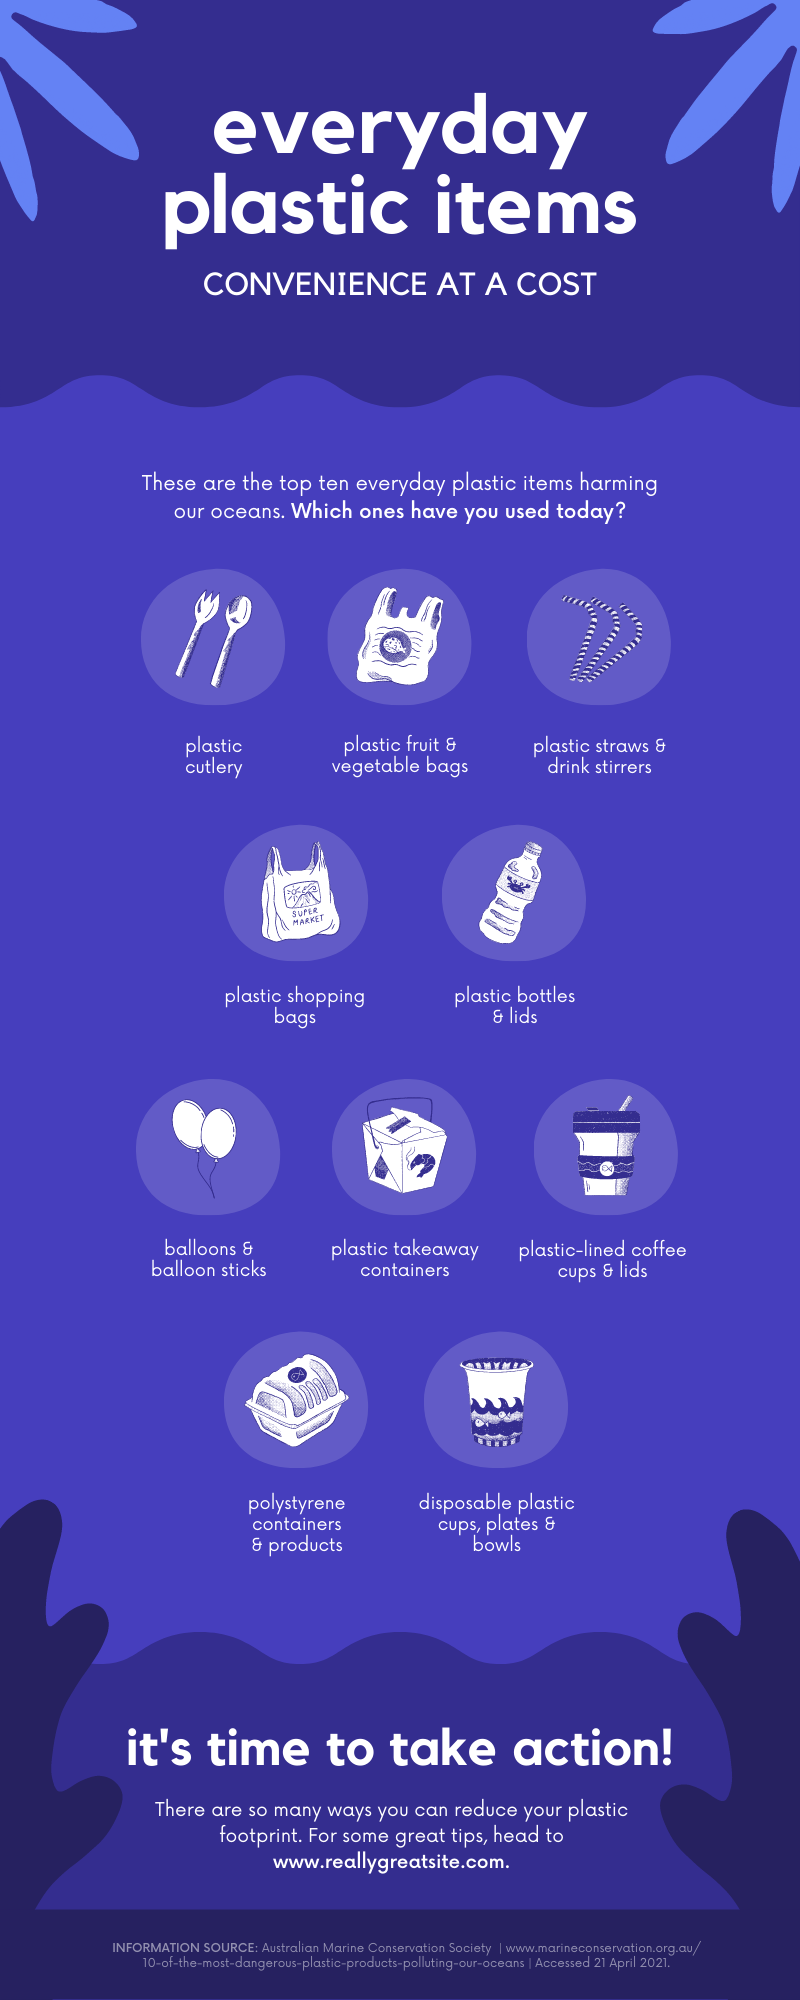 everyday
plastic items
CONVENIENCE AT A COST
These are the top ten everyday plastic items harming
our oceans. Which ones have you used today?
plastic
cutlery
plastic fruit &
vegetable bags
plastic straws &
drink stirrers
SUPER
MARKET
plastic shopping
bags
plastic bottles
& lids
balloons &
balloon sticks
plastic takeaway
containers
plastic-lined coffee
cups & lids
polystyrene
containers
& products
disposable plastic
cups, plates &
bowls
it's time to take action!
There are so many ways you can reduce your plastic
footprint. For some great tips, head to
www.reallygreatsite.com.
INFORMATION SOURCE: Australian Marine Conservation Society | www.marineconservation.org.au/
10-of-the-most-dangerous-plastic-products-polluting-our-oceans | Accessed 21 April 2021.